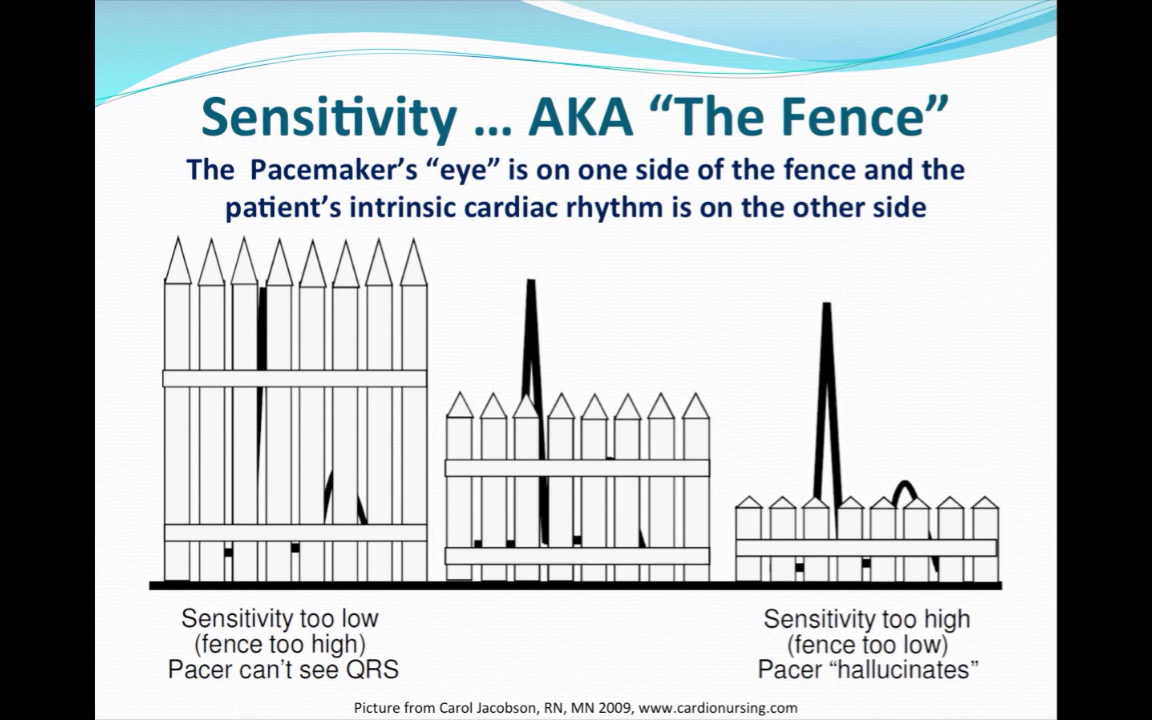 Sensitivity ... AKA “The Fence”
The Pacemaker’s “eye” is on one side of the fence and the
patient’s intrinsic cardiac rhythm is on the other side
Sensitivity too low
(fence too high)
Pacer can’t see QRS
Sensitivity too high
(fence too low)
Pacer “hallucinates”
Picture from Carol Jacobson, RN, MN 2009, www.cardionursing.com